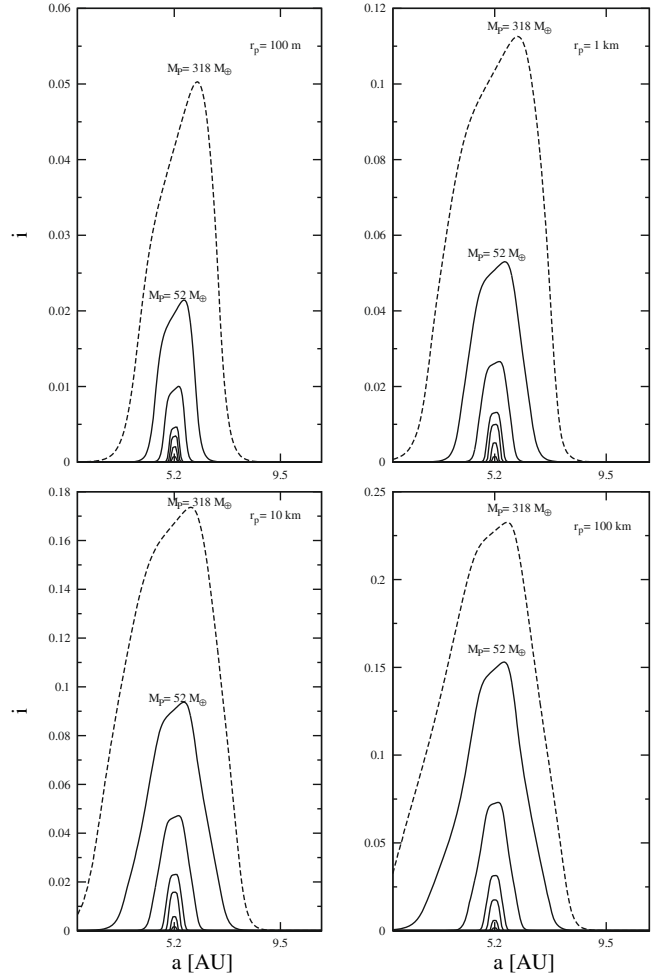 0.06
0.05
0.04
0.03
0.02
0.01
0
i
M_P= 318 M_⊕
r_p= 100 m
M_P= 52 M_⊕
5.2
9.5
0.12
0.1
0.08
0.06
0.04
0.02
0
M_P= 318 M_⊕
r_p= 1 km
M_P= 52 M_⊕
5.2
9.5
0.18
0.16
0.14
0.12
0.1
0.08
0.06
0.04
0.02
0
i
M_P= 318 M_⊕
r_p= 10 km
M_P= 52 M_⊕
5.2
9.5
a [AU]
0.25
0.2
0.15
0.1
0.05
0
M_P= 318 M_⊕
r_p= 100 km
M_P= 52 M_⊕
5.2
9.5
a [AU]